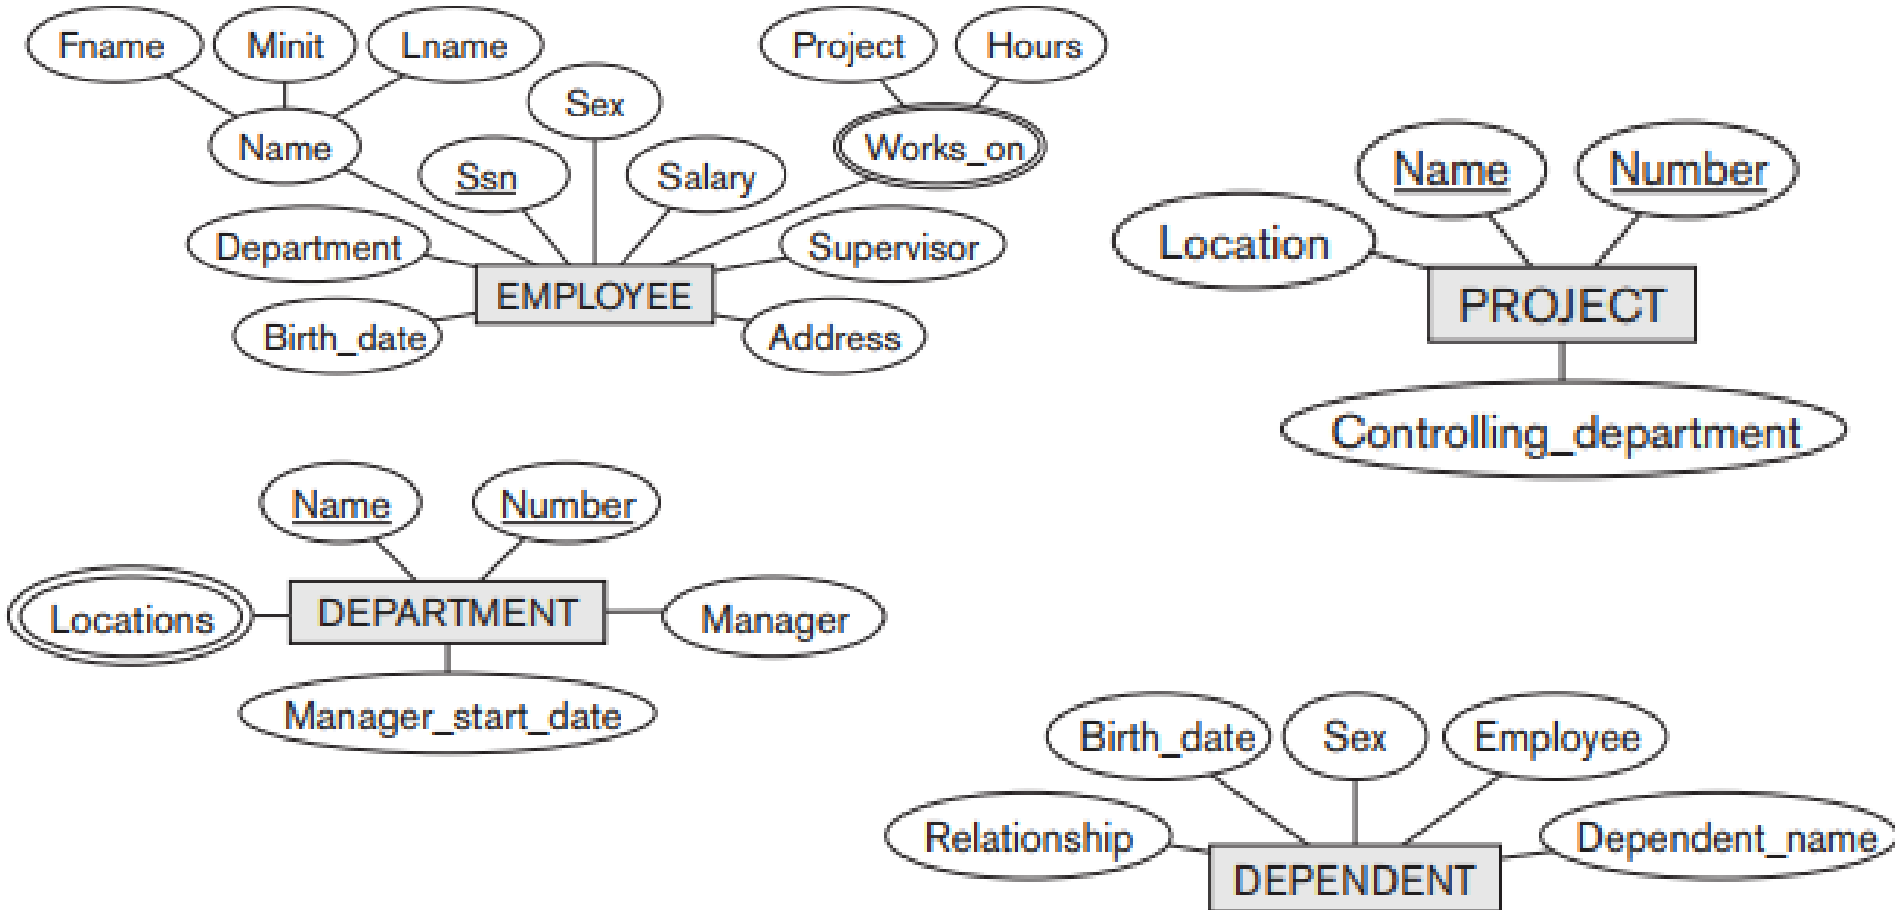 Fname Minit Lname
Project Hours
Sex
Name
Works_on
Ssn
Salary
Department
Supervisor
EMPLOYEE
Birth_date
Address
Name Number
Location
PROJECT
Controlling_department
Name Number
Locations
DEPARTMENT
Manager
Manager_start_date
Birth_date Sex Employee
Relationship
Dependent_name
DEPENDENT